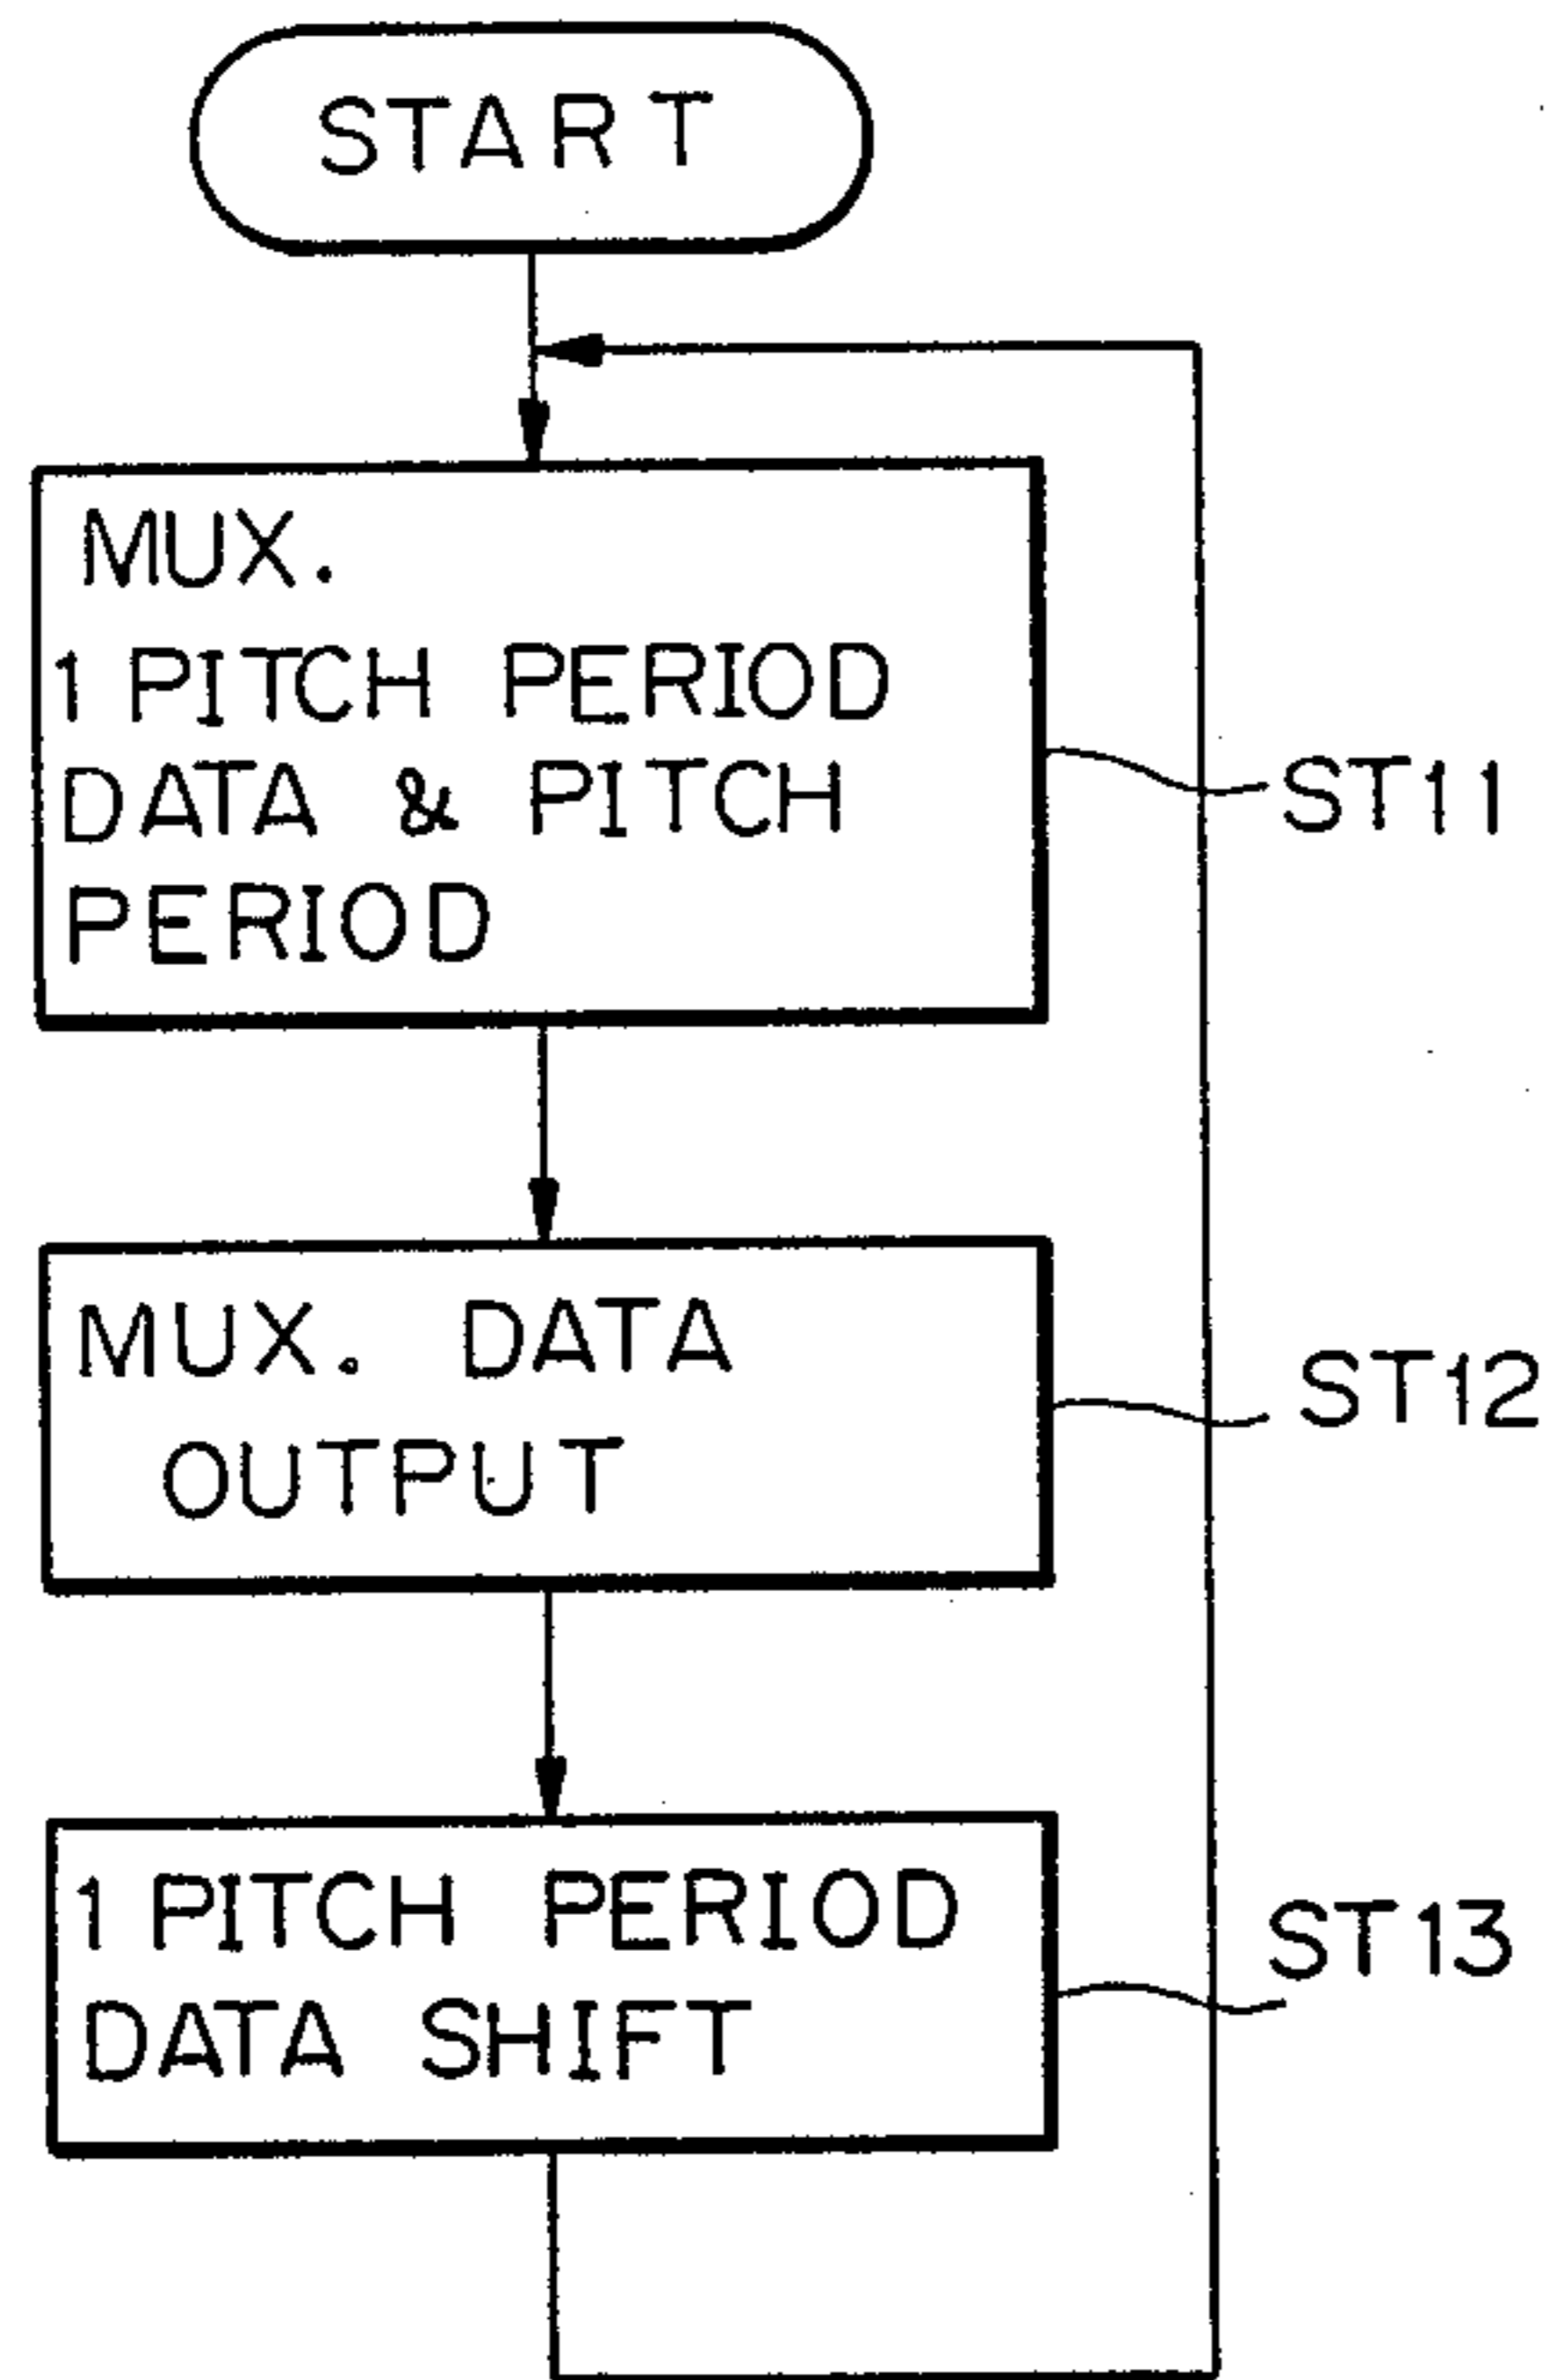 START
MUX.
1 PITCH PERIOD
DATA & PITCH
PERIOD
ST11
MUX. DATA
OUTPUT
ST12
1 PITCH PERIOD
DATA SHIFT
ST13